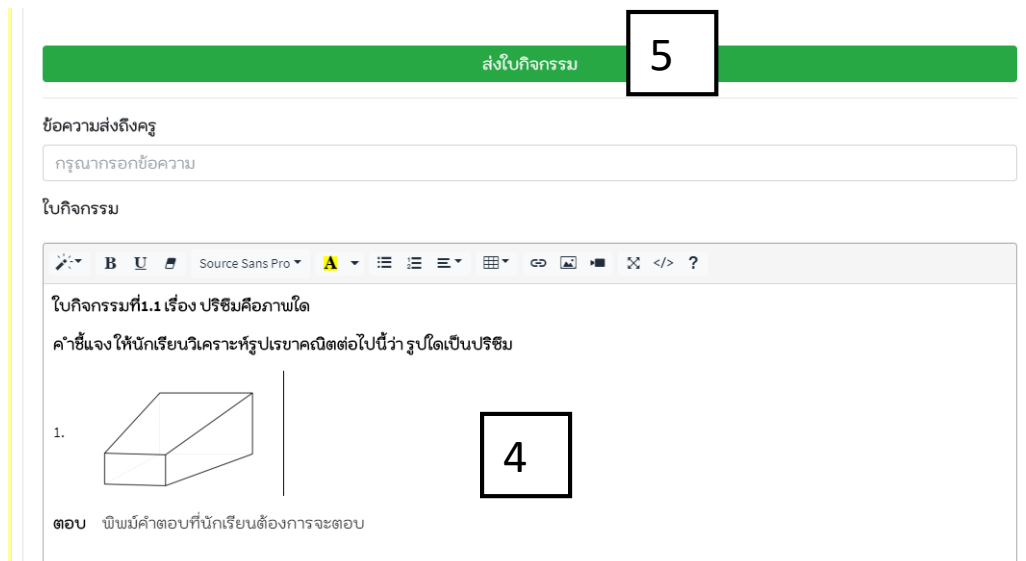 ส่งใบกิจกรรม 5
ข้อความส่งถึงครู
กรุณากรอกข้อความ
ใบกิจกรรม
B U Source Sans Pro A </> ?
ใบกิจกรรมที่1.1 เรื่อง ปริซึมคือภาพใด
คำชี้แจง ให้นักเรียนวิเคราะห์รูปเรขาคณิตต่อไปนี้ว่า รูปใดเป็นปริซึม
1.
4
ตอบ พิพม์คำตอบที่นักเรียนต้องการจะตอบ